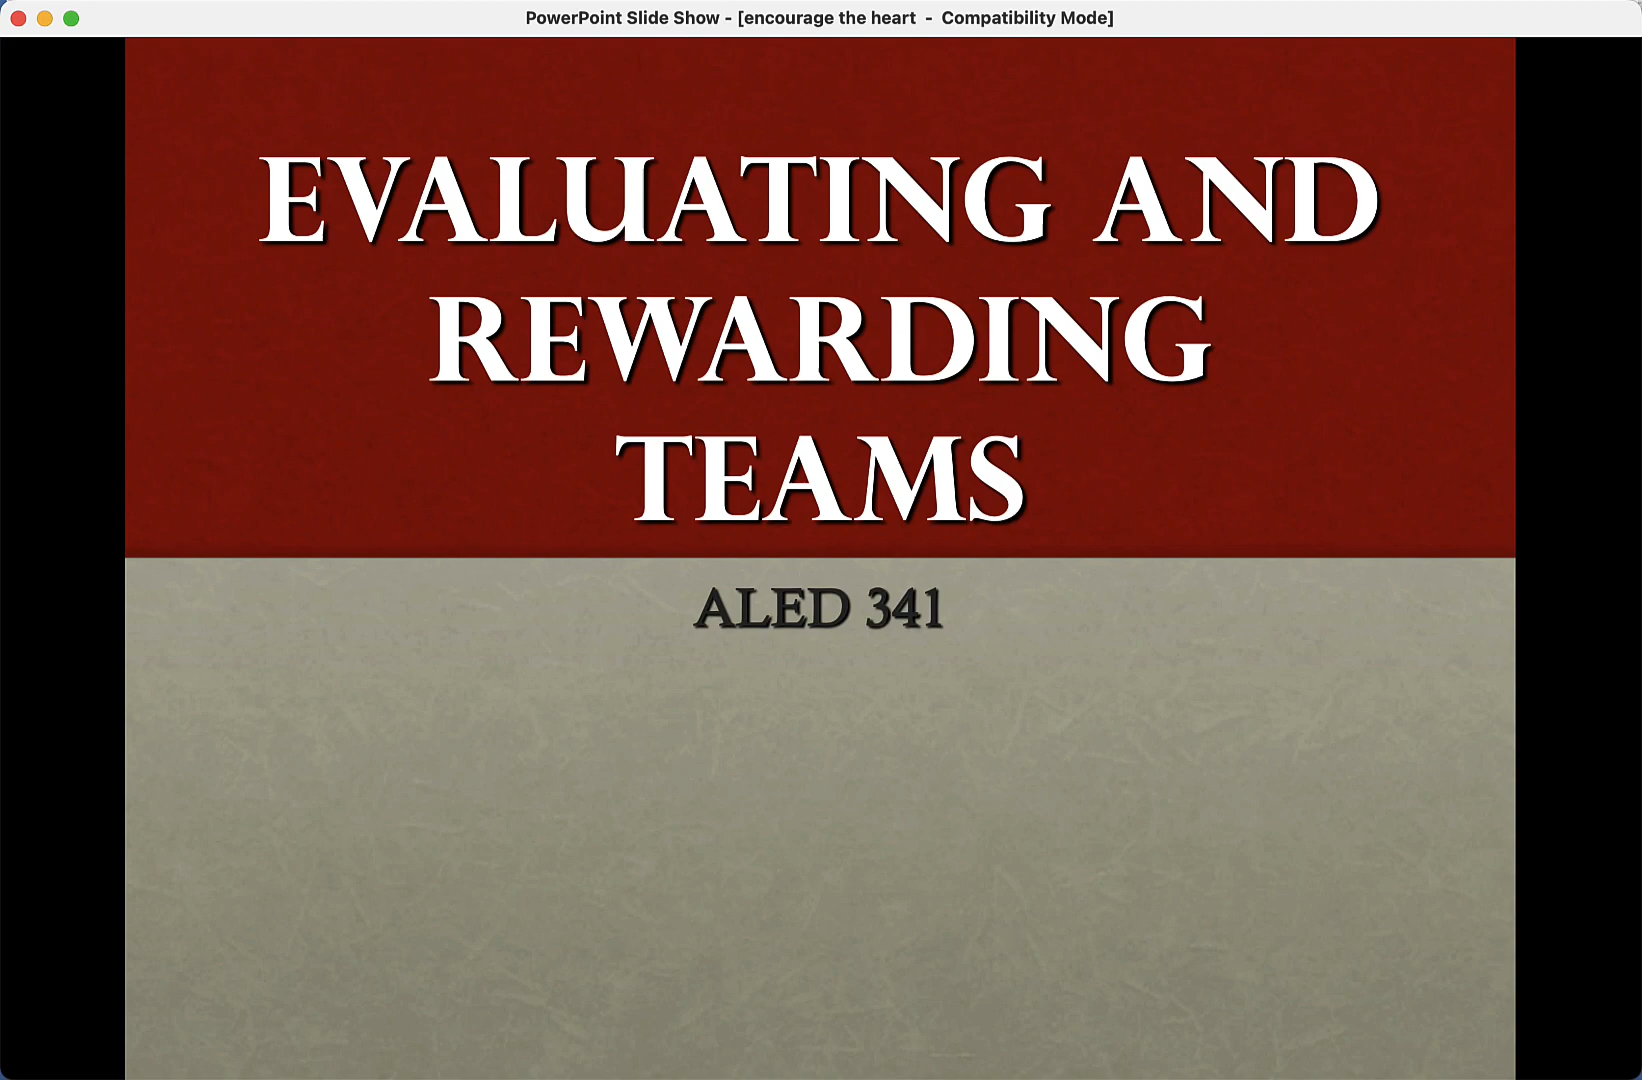 PowerPoint Slide Show - [encourage the heart  -  Compatibility Mode]
EVALUATING AND
REWARDING
TEAMS
ALED 341